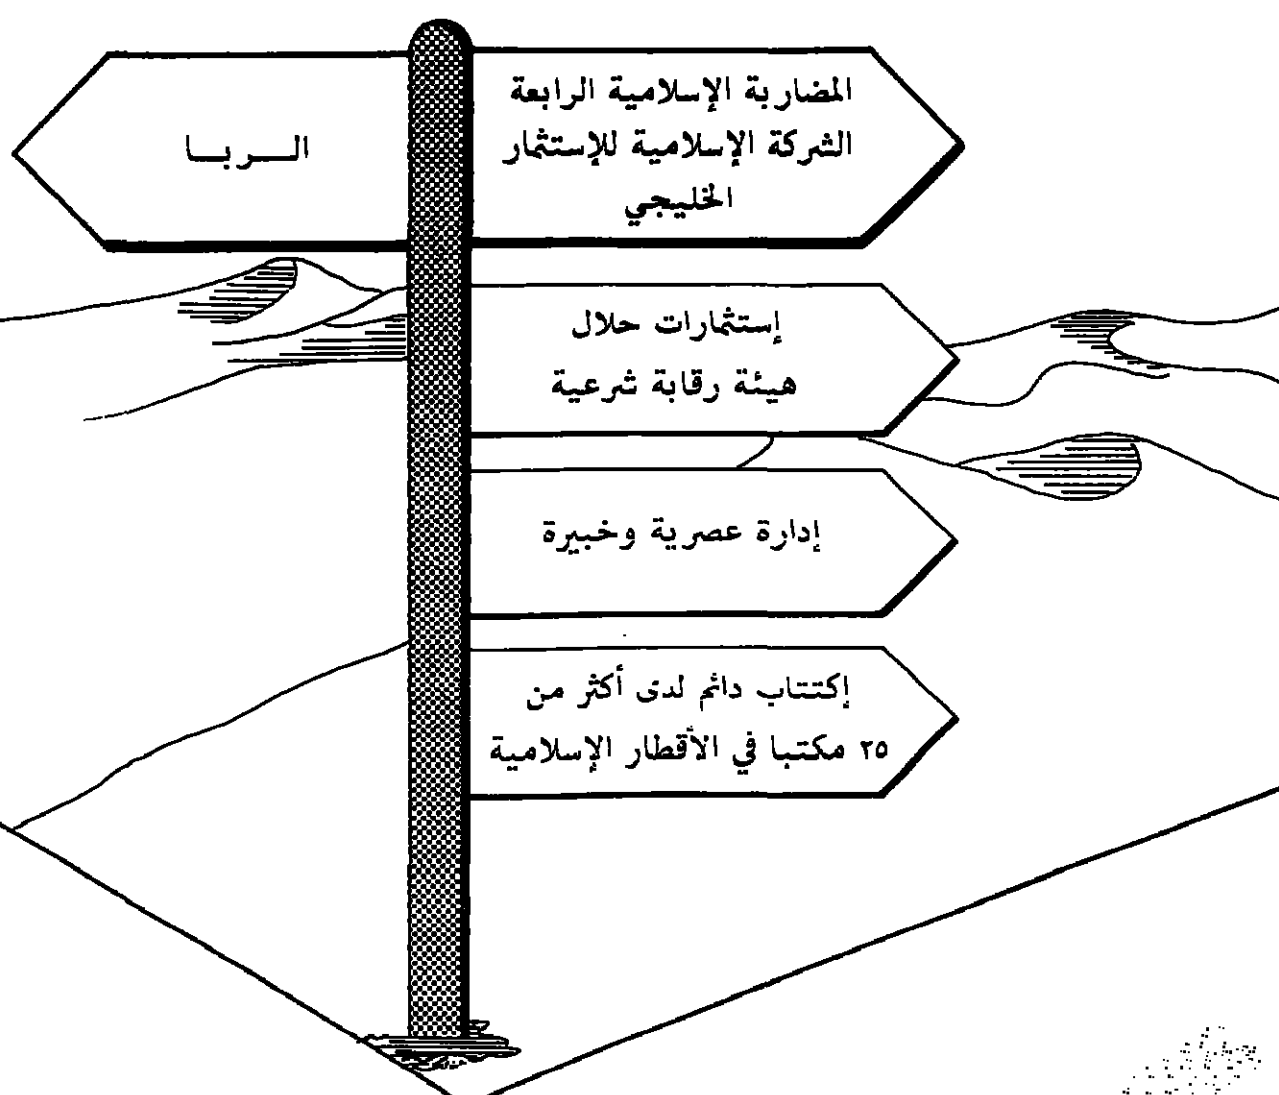 المضاربة الإسلامية الرابعة
الشركة الإسلامية للإستثمار
الخليجي
الــربــا
إستثمارات حلال
هيئة رقابة شرعية
إدارة عصرية وخبيرة
إكتتاب دائم لدى أكثر من
٢٥ مكتبا في الأقطار الإسلامية